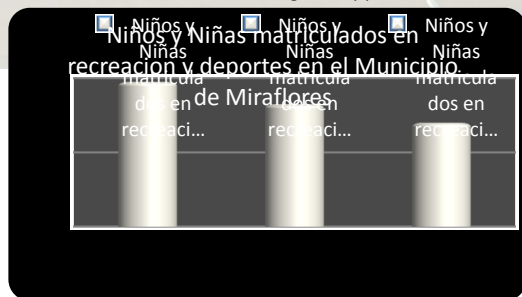 Niños y Niñas matriculados en
recreación y deportes en el Municipio
de Miraflores
Niños y
Niñas
matricula
dos en
recreaci...
Niños y
Niñas
matricula
dos en
recreaci...
Niños y
Niñas
matricula
dos en
recreaci...